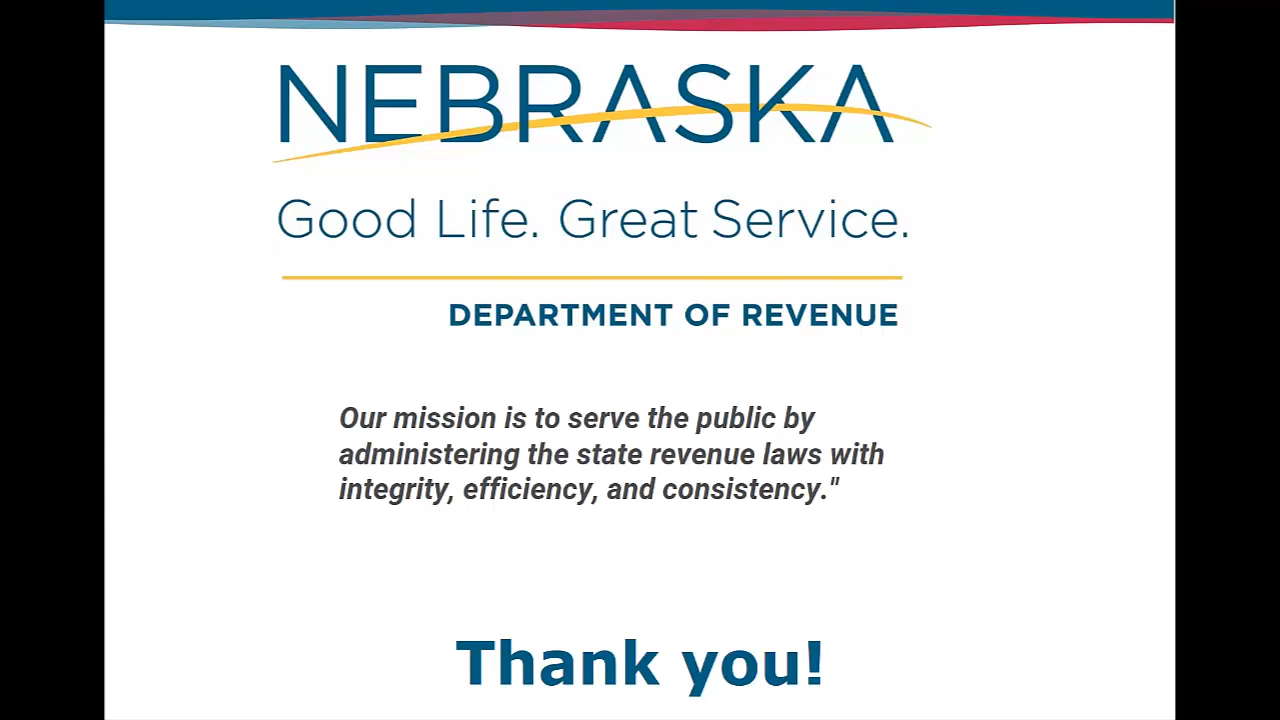 NEBRASKA
Good Life. Great Service.
DEPARTMENT OF REVENUE
Our mission is to serve the public by
administering the state revenue laws with
integrity, efficiency, and consistency."
Thank you!